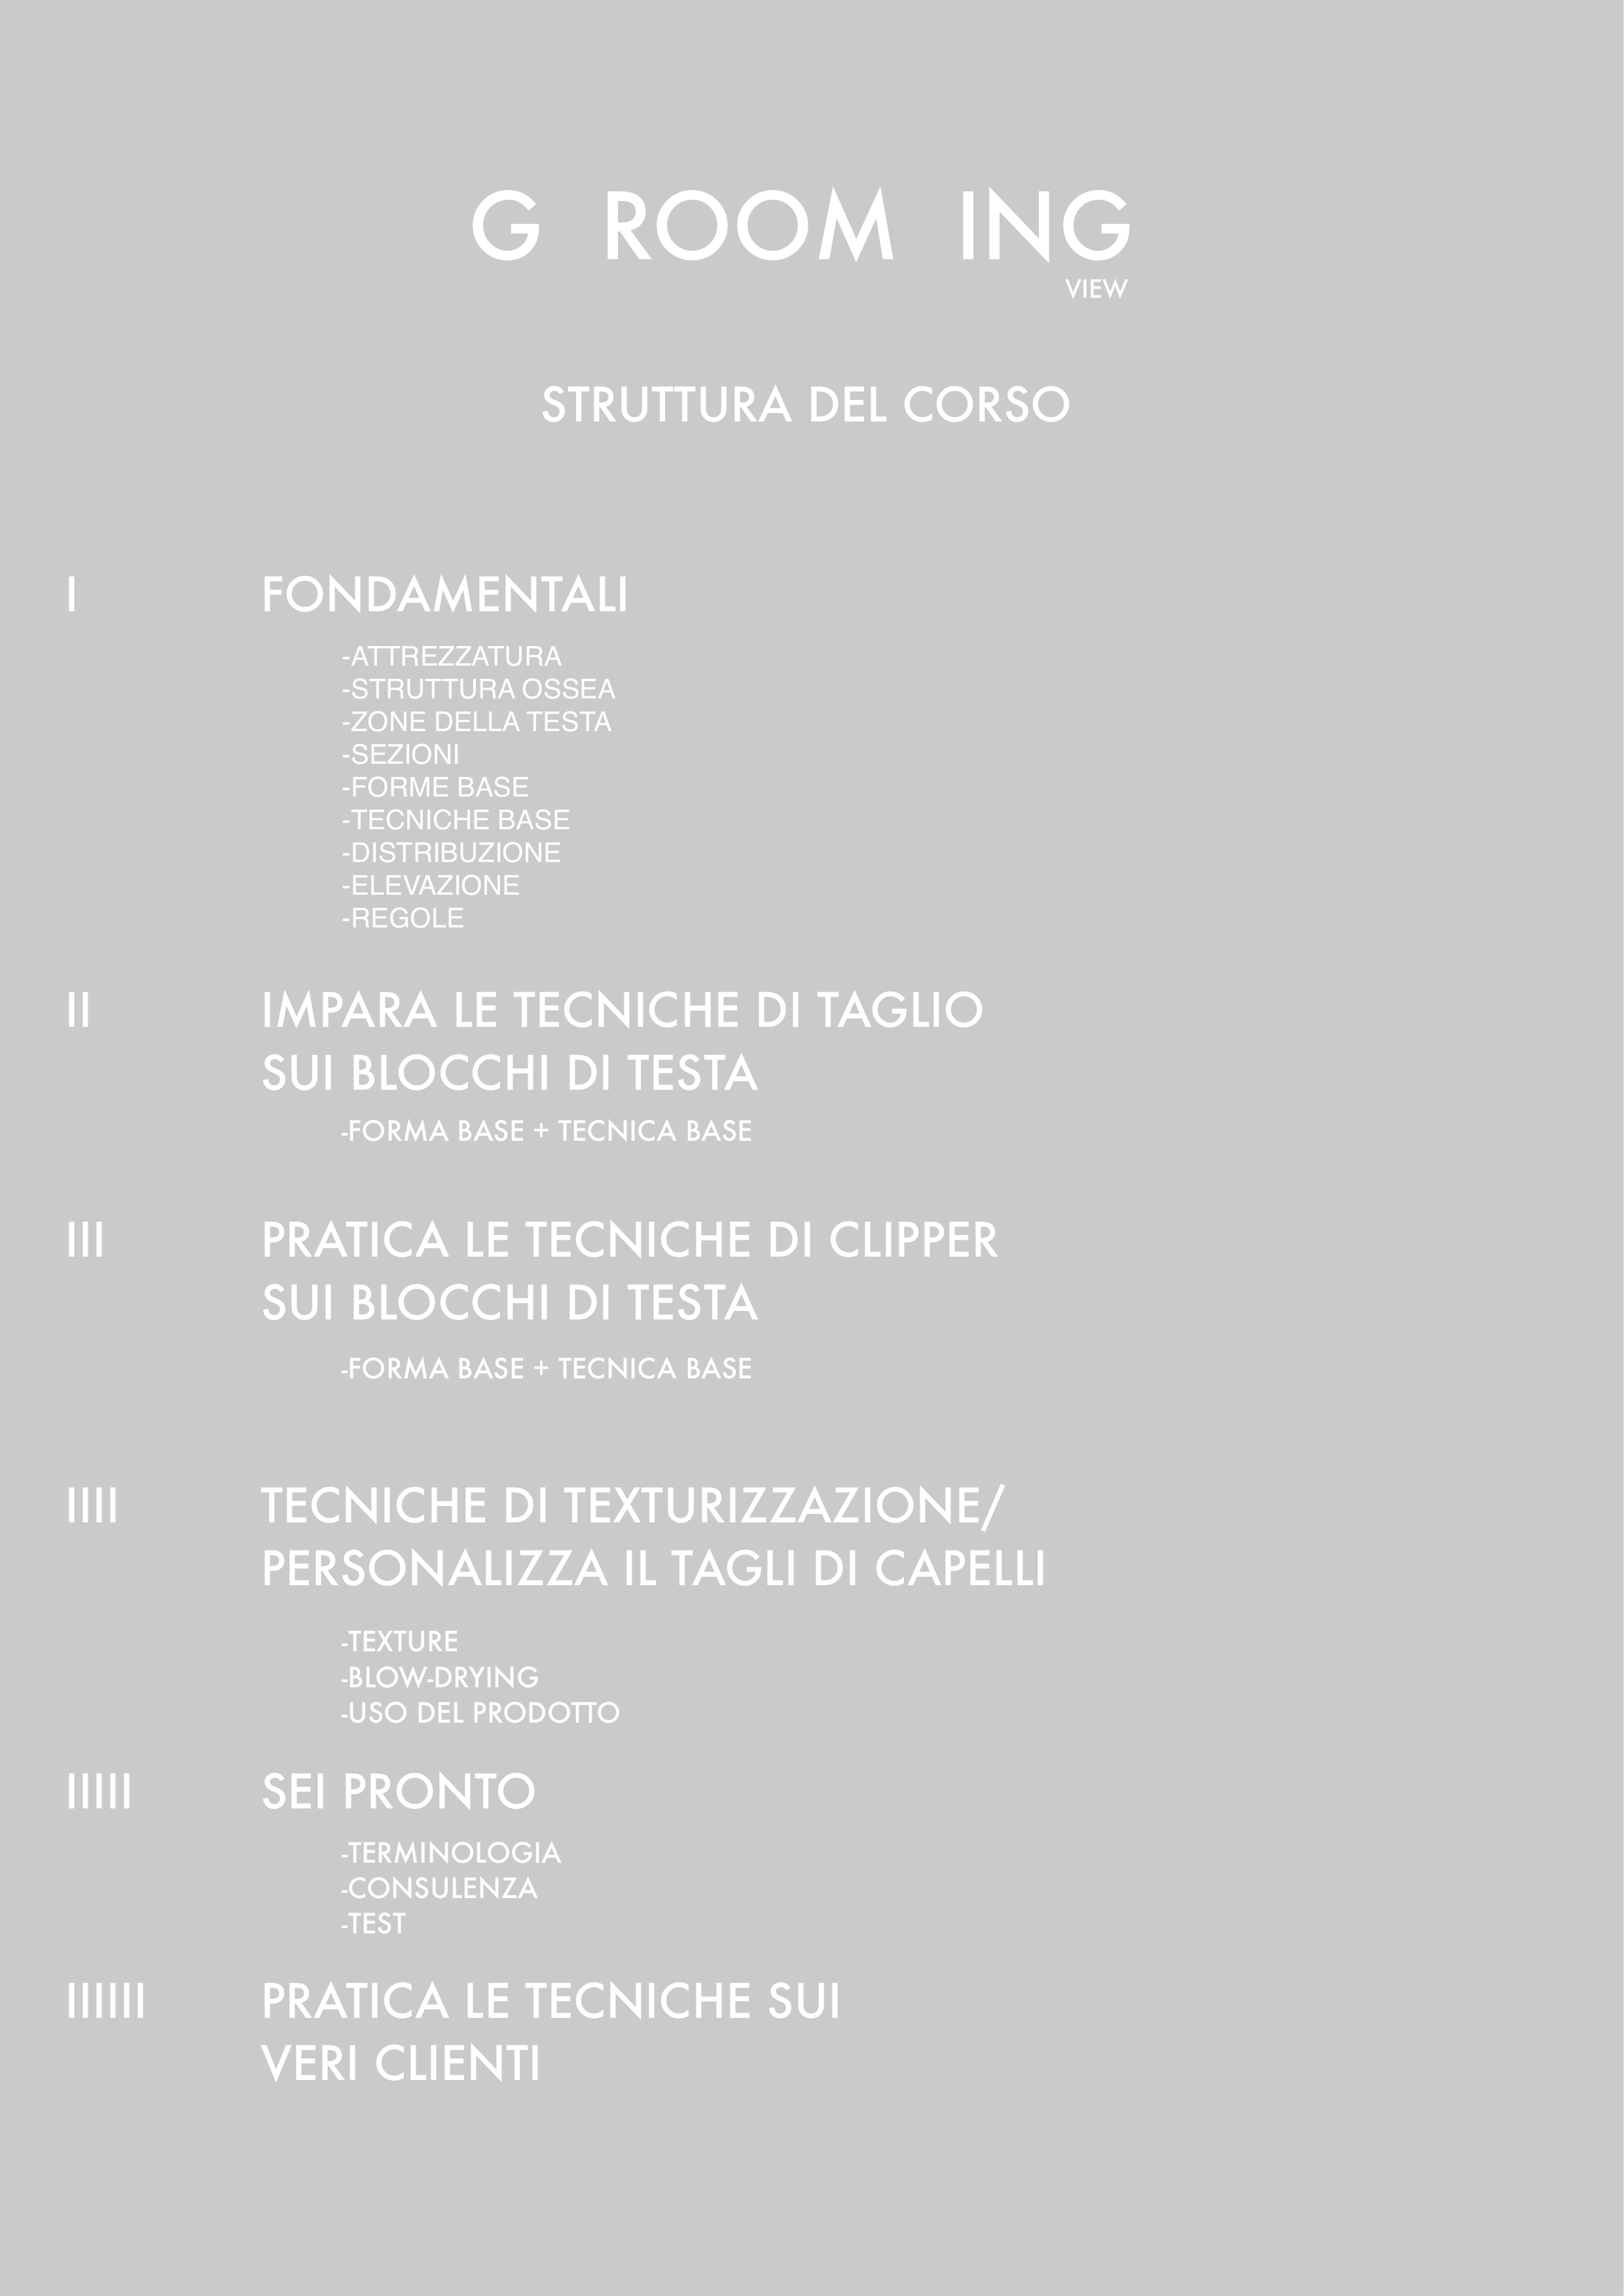 G ROOM ING
VIEW
STRUTTURA DEL CORSO
I FONDAMENTALI
-ATTREZZATURA
-STRUTTURA OSSEA
-ZONE DELLA TESTA
-SEZIONI
-FORME BASE
-TECNICHE BASE
-DISTRIBUZIONE
-ELEVAZIONE
-REGOLE
II IMPARA LE TECNICHE DI TAGLIO
SUI BLOCCHI DI TESTA
-FORMA BASE + TECNICA BASE
III PRATICA LE TECNICHE DI CLIPPER
SUI BLOCCHI DI TESTA
-FORMA BASE + TECNICA BASE
IIII TECNICHE DI TEXTURIZZAZIONE/
PERSONALIZZA IL TAGLI DI CAPELLI
-TEXTURE
-BLOW-DRYING
-USO DEL PRODOTTO
IIIII SEI PRONTO
-TERMINOLOGIA
-CONSULENZA
-TEST
IIIIII PRATICA LE TECNICHE SUI
VERI CLIENTI